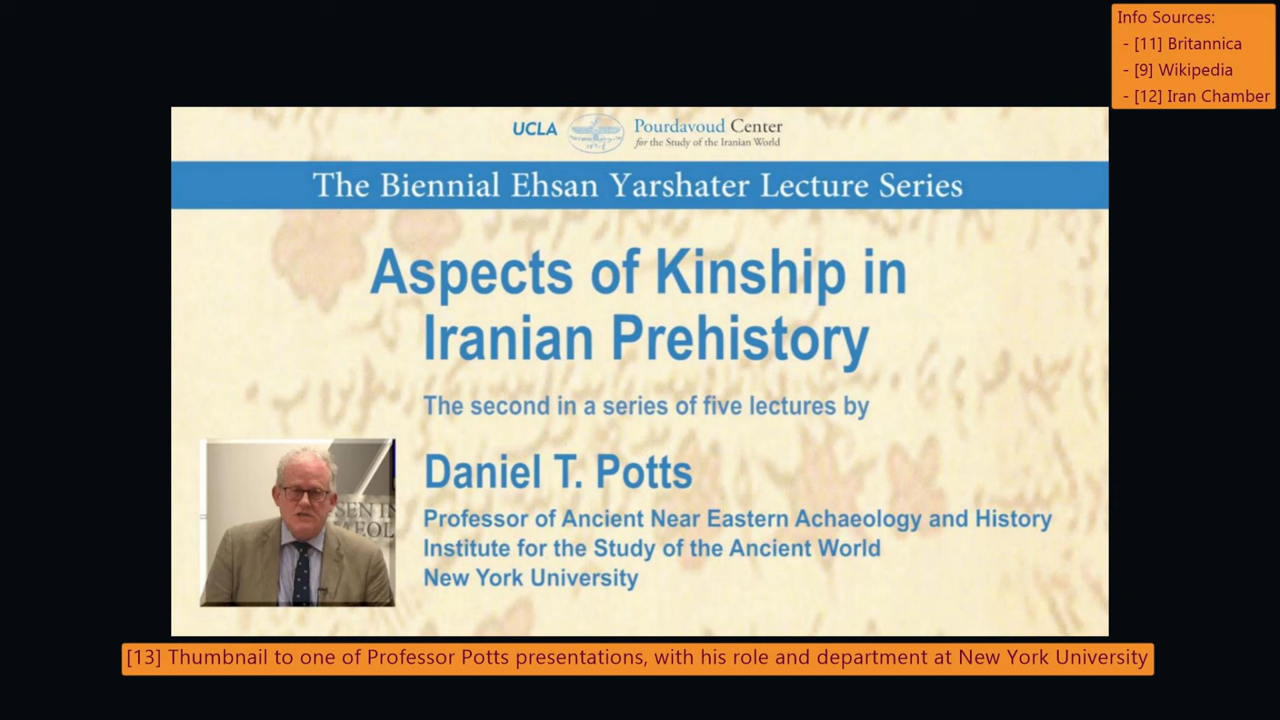 Info Sources:
- [11] Britannica
- [9] Wikipedia
- [12] Iran Chamber
UCLA
Pourdavoud Center
for the Study of the Iranian World
The Biennial Ehsan Yarshater Lecture Series
Aspects of Kinship in
Iranian Prehistory
The second in a series of five lectures by
Daniel T. Potts
Professor of Ancient Near Eastern Achaeology and History
Institute for the Study of the Ancient World
New York University
[13] Thumbnail to one of Professor Potts presentations, with his role and department at New York University